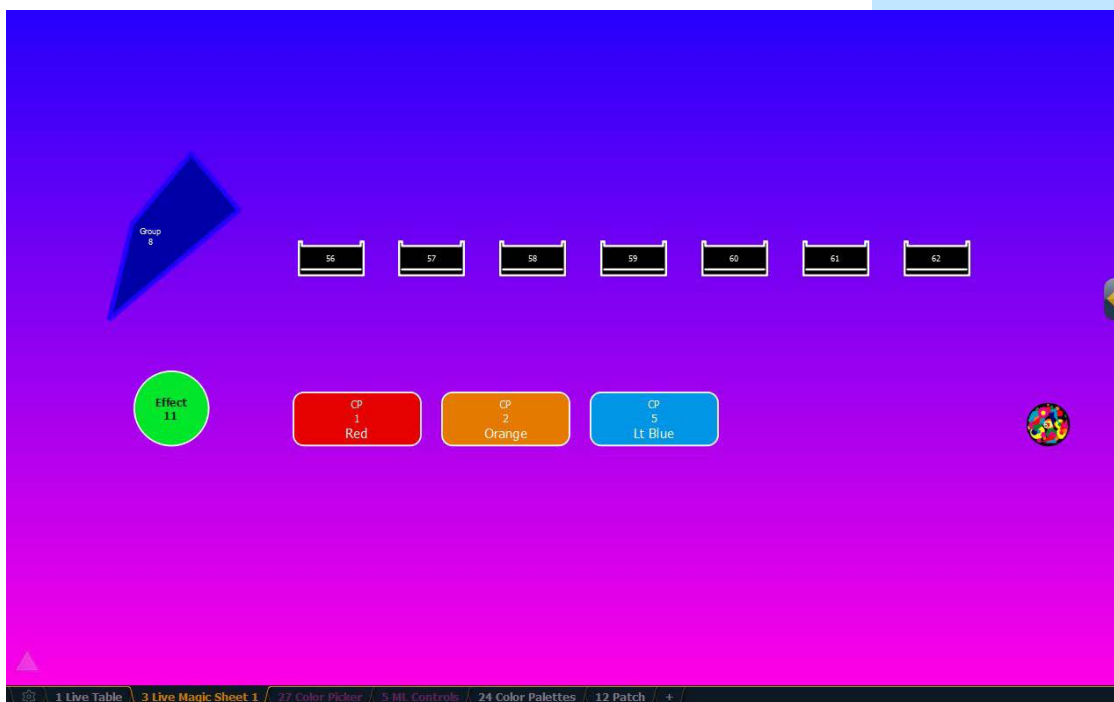 Group
8
56 57 58 59 60 61 62
Effect
11
CP
1
Red
CP
2
Orange
CP
5
Lt Blue
1 Live Table
3 Live Magic Sheet 1
27 Color Picker
5 ML Controls
24 Color Palettes
12 Patch
+